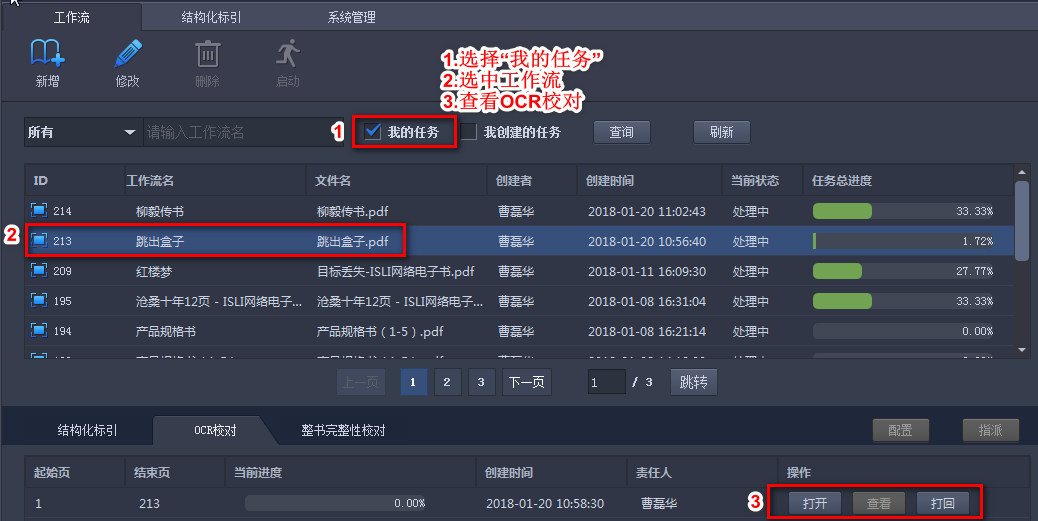 工作流 结构化标引 系统管理
新增 修改 删除 启动
1.选择“我的任务”
2.选中工作流
3.查看OCR校对
所有 请输入工作流名 1 我的任务 我创建的任务 查询 刷新
ID 工作流名 文件名 创建者 创建时间 当前状态 任务总进度
214 柳毅传书 柳毅传书.pdf 曹磊华 2018-01-20 11:02:43 处理中 33.33%
2 213 跳出盒子 跳出盒子.pdf 曹磊华 2018-01-20 10:56:40 处理中 1.72%
209 红楼梦 目标丢失-ISLI网络电子书.pdf 曹磊华 2018-01-11 16:09:30 处理中 27.77%
195 沧桑十年12页 - ISLI网络电子... 沧桑十年12页 - ISLI网络电子... 曹磊华 2018-01-08 16:31:04 处理中 33.33%
194 产品规格书 产品规格书（1-5）.pdf 曹磊华 2018-01-08 16:21:14 处理中 0.00%
上一页 1 2 3 下一页 1 / 3 跳转
结构化标引 OCR校对 整书完整性校对 配置 指派
起始页 结束页 当前进度 创建时间 责任人 操作
1 213 0.00% 2018-01-20 10:58:30 曹磊华 3 打开 查看 打回